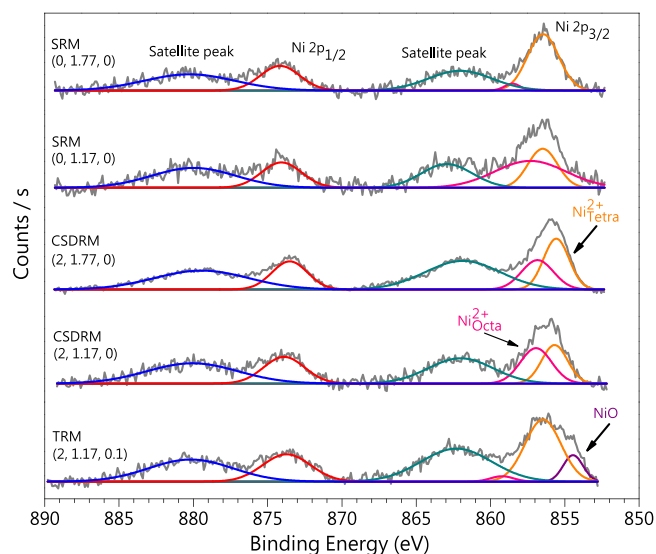 SRM
(0, 1.77, 0)
Satellite peak
Ni 2p1/2
Satellite peak
Ni 2p3/2
SRM
(0, 1.17, 0)
Ni2+Tetra
CSDRM
(2, 1.77, 0)
Ni2+Octa
CSDRM
(2, 1.17, 0)
NiO
TRM
(2, 1.17, 0.1)
Counts / s
890 885 880 875 870 865 860 855 850
Binding Energy (eV)